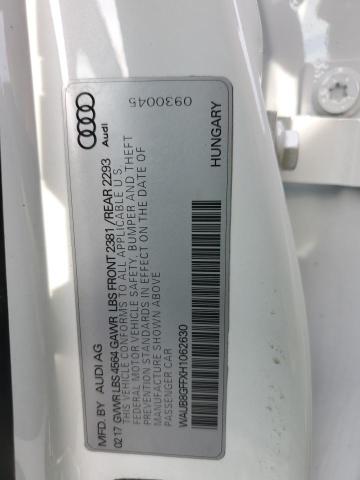 0930045
Audi
HUNGARY
MFD. BY AUDI AG
02 17 GVWR LBS 4564 GAWR LBS FRONT 2381 /REAR 2293
THIS VEHICLE CONFORMS TO ALL APPLICABLE U S
FEDERAL MOTOR VEHICLE SAFETY, BUMPER AND THEFT
PREVENTION STANDARDS IN EFFECT ON THE DATE OF
MANUFACTURE SHOWN ABOVE
PASSENGER CAR
WAUB8GFFXH1062630